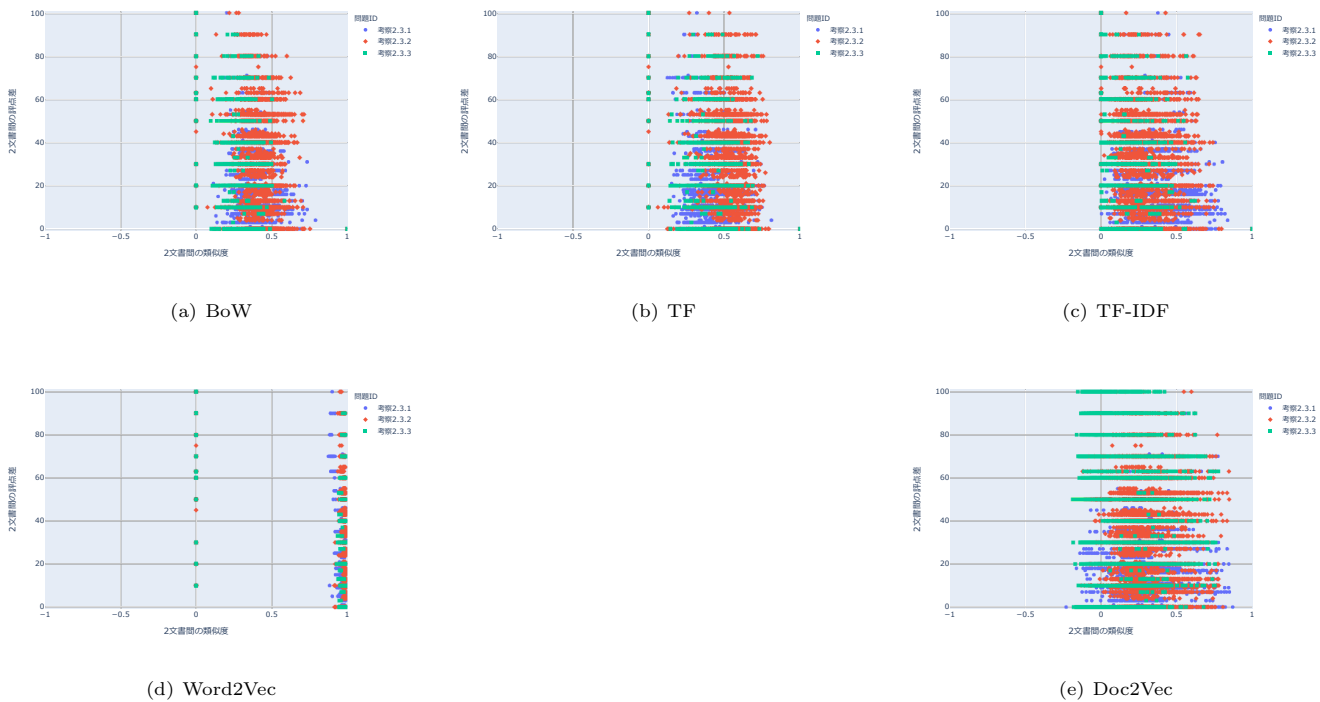 問題ID
考察2.3.1
考察2.3.2
考察2.3.3
100
80
60
40
20
0
2文書間の評点差
−1
−0.5
0
0.5
1
2文書間の類似度
(a) BoW
問題ID
考察2.3.1
考察2.3.2
考察2.3.3
100
80
60
40
20
0
2文書間の評点差
−1
−0.5
0
0.5
1
2文書間の類似度
(b) TF
問題ID
考察2.3.1
考察2.3.2
考察2.3.3
100
80
60
40
20
0
2文書間の評点差
−1
−0.5
0
0.5
1
2文書間の類似度
(c) TF-IDF
問題ID
考察2.3.1
考察2.3.2
考察2.3.3
100
80
60
40
20
0
2文書間の評点差
−1
−0.5
0
0.5
1
2文書間の類似度
(d) Word2Vec
問題ID
考察2.3.1
考察2.3.2
考察2.3.3
100
80
60
40
20
0
2文書間の評点差
−1
−0.5
0
0.5
1
2文書間の類似度
(e) Doc2Vec